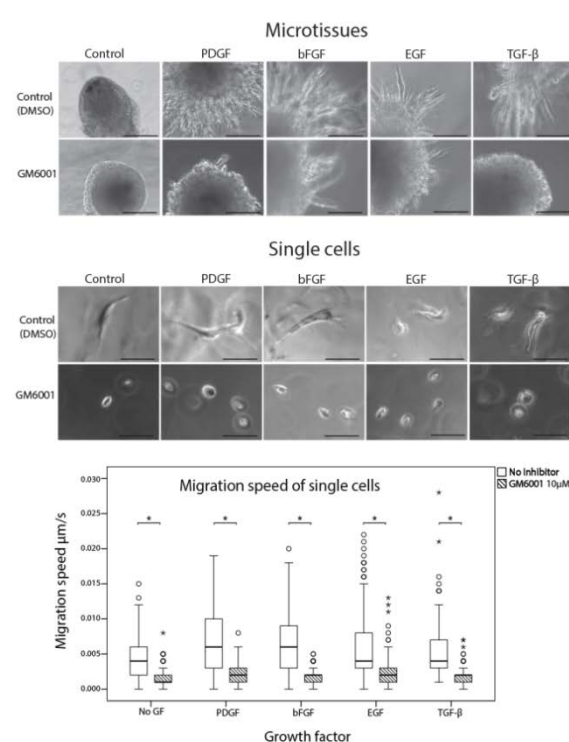 Microtissues
Control PDGF bFGF EGF TGF-β
Control
(DMSO)
GM6001
Single cells
Control PDGF bFGF EGF TGF-β
Control
(DMSO)
GM6001
Migration speed of single cells
No Inhibitor
GM6001 10μM
Migration speed μm/s
0.030
0.025
0.020
0.015
0.010
0.005
0.000
* * * * *
No GF PDGF bFGF EGF TGF-β
Growth factor